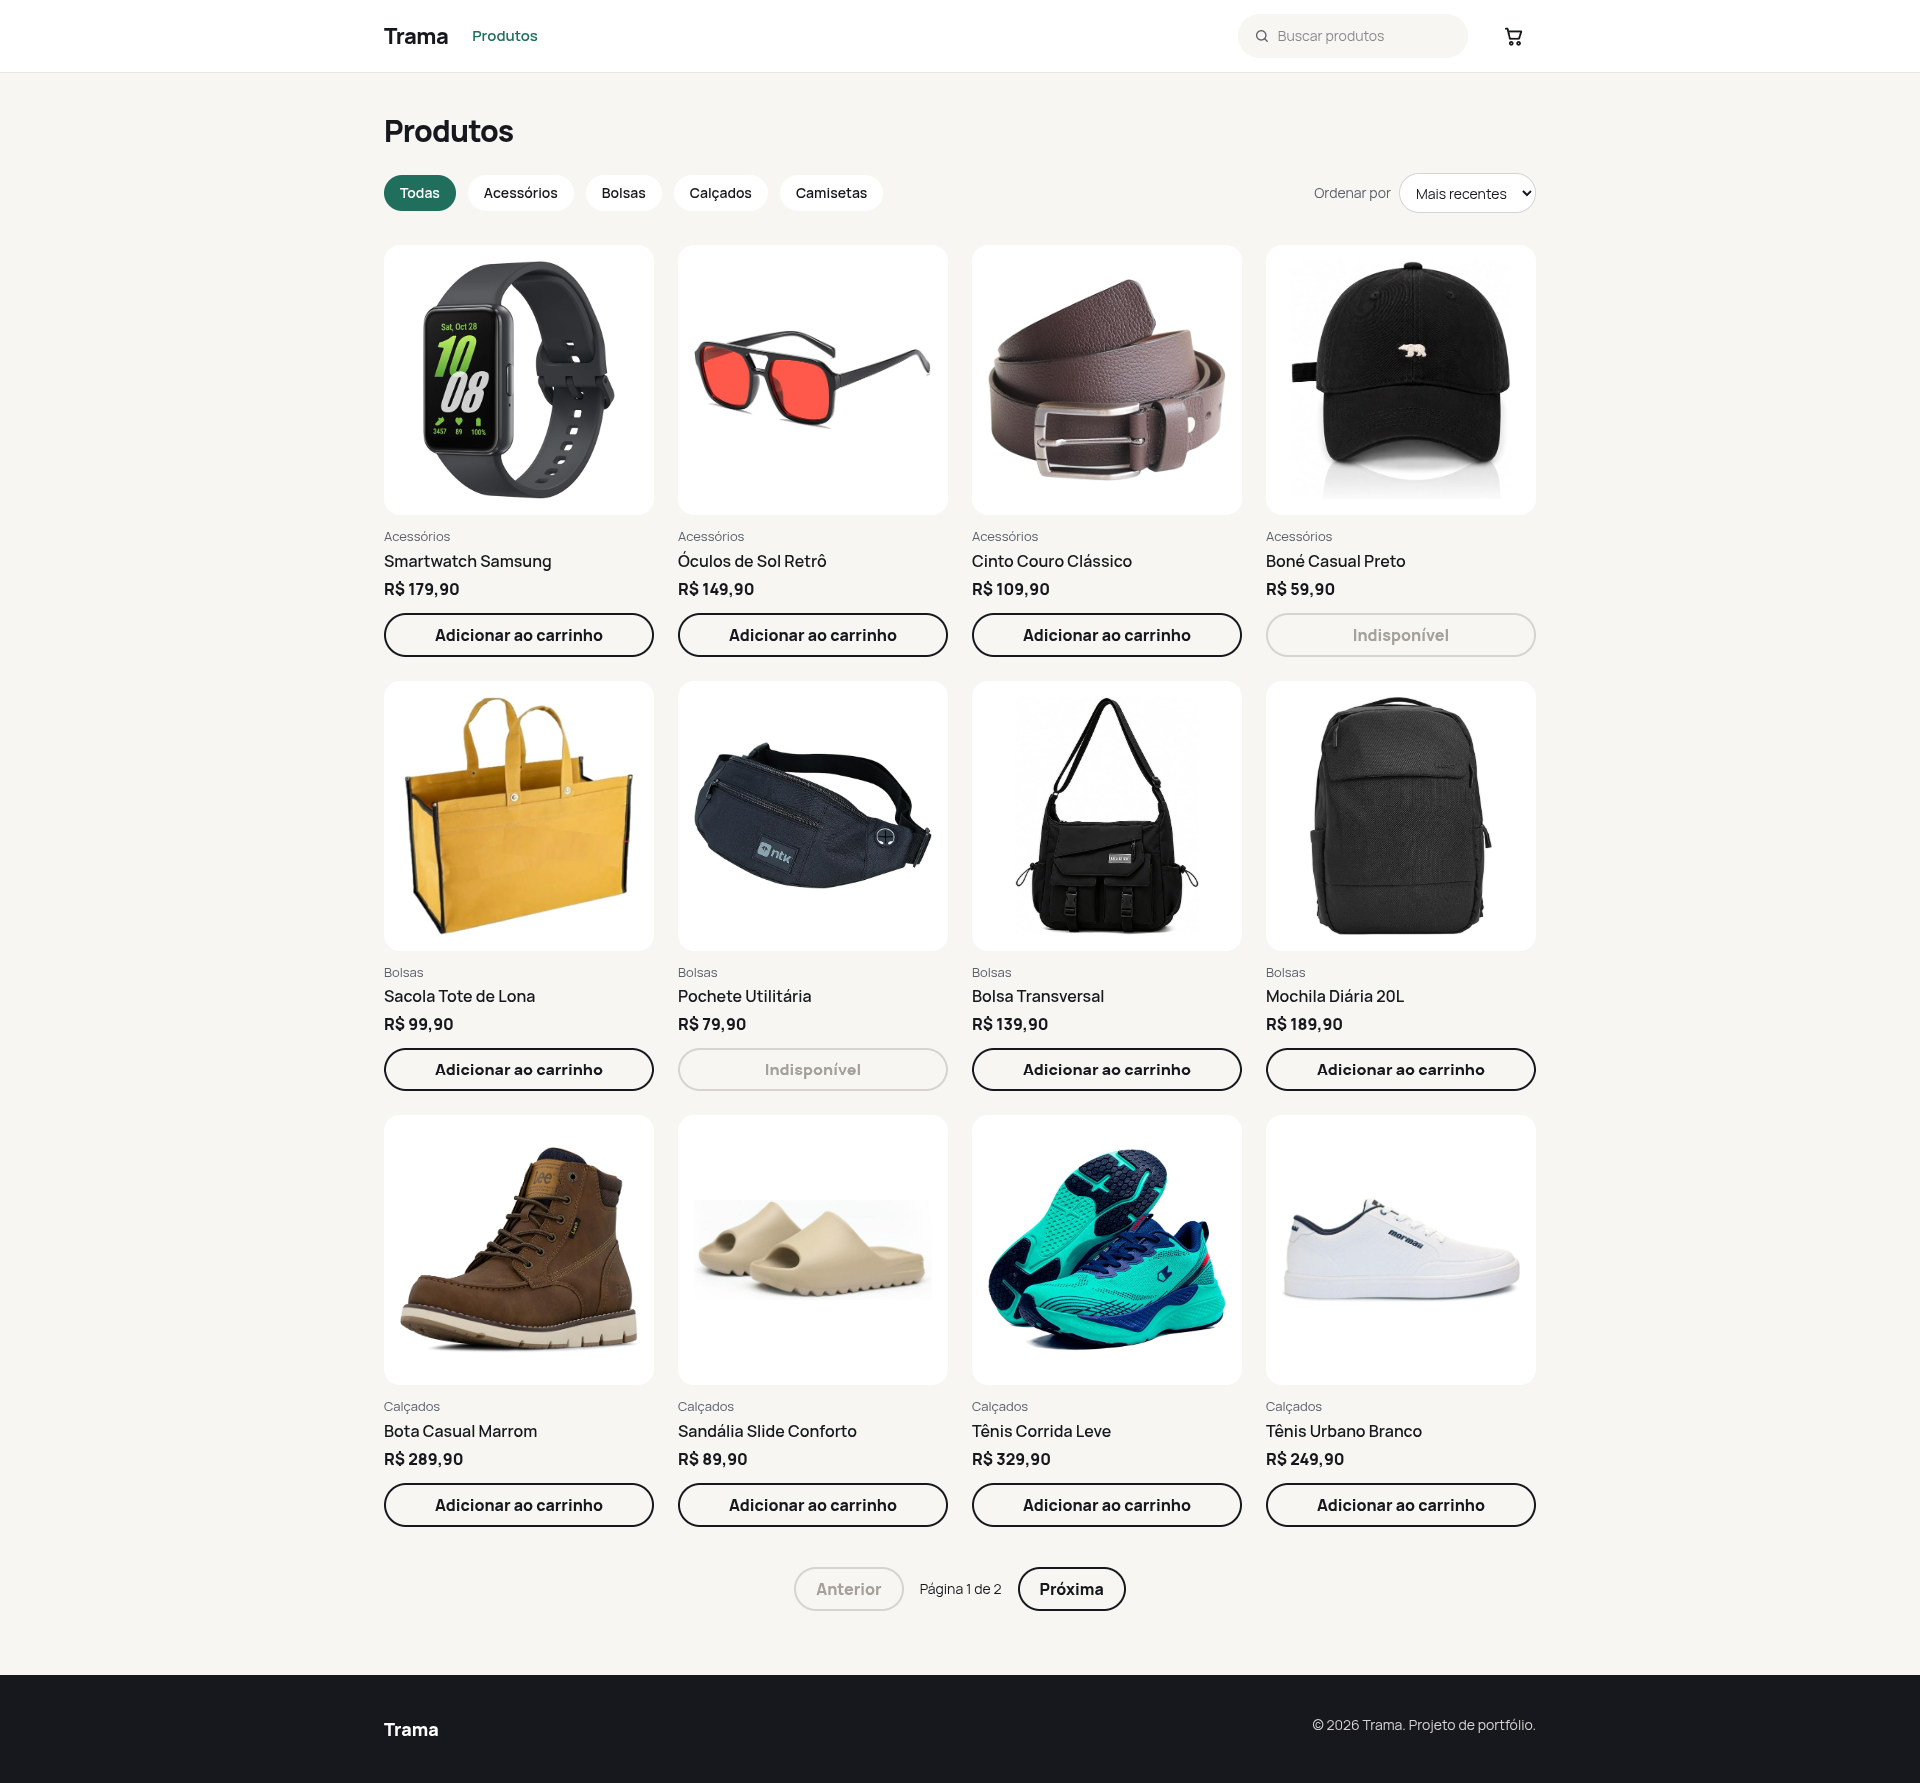 Trama
Produtos
Buscar produtos
Produtos
Todas
Acessórios
Bolsas
Calçados
Camisetas
Ordenar por
Mais recentes
Sat, Oct 28
10
08
3457 89 100%
Acessórios
Smartwatch Samsung
R$ 179,90
Adicionar ao carrinho
Acessórios
Óculos de Sol Retrô
R$ 149,90
Adicionar ao carrinho
Acessórios
Cinto Couro Clássico
R$ 109,90
Adicionar ao carrinho
Acessórios
Boné Casual Preto
R$ 59,90
Indisponível
Bolsas
Sacola Tote de Lona
R$ 99,90
Adicionar ao carrinho
ntk
Bolsas
Pochete Utilitária
R$ 79,90
Indisponível
Bolsas
Bolsa Transversal
R$ 139,90
Adicionar ao carrinho
Bolsas
Mochila Diária 20L
R$ 189,90
Adicionar ao carrinho
Lee
Calçados
Bota Casual Marrom
R$ 289,90
Adicionar ao carrinho
Calçados
Sandália Slide Conforto
R$ 89,90
Adicionar ao carrinho
Calçados
Tênis Corrida Leve
R$ 329,90
Adicionar ao carrinho
mormaii
Calçados
Tênis Urbano Branco
R$ 249,90
Adicionar ao carrinho
Anterior
Página 1 de 2
Próxima
Trama
© 2026 Trama. Projeto de portfólio.